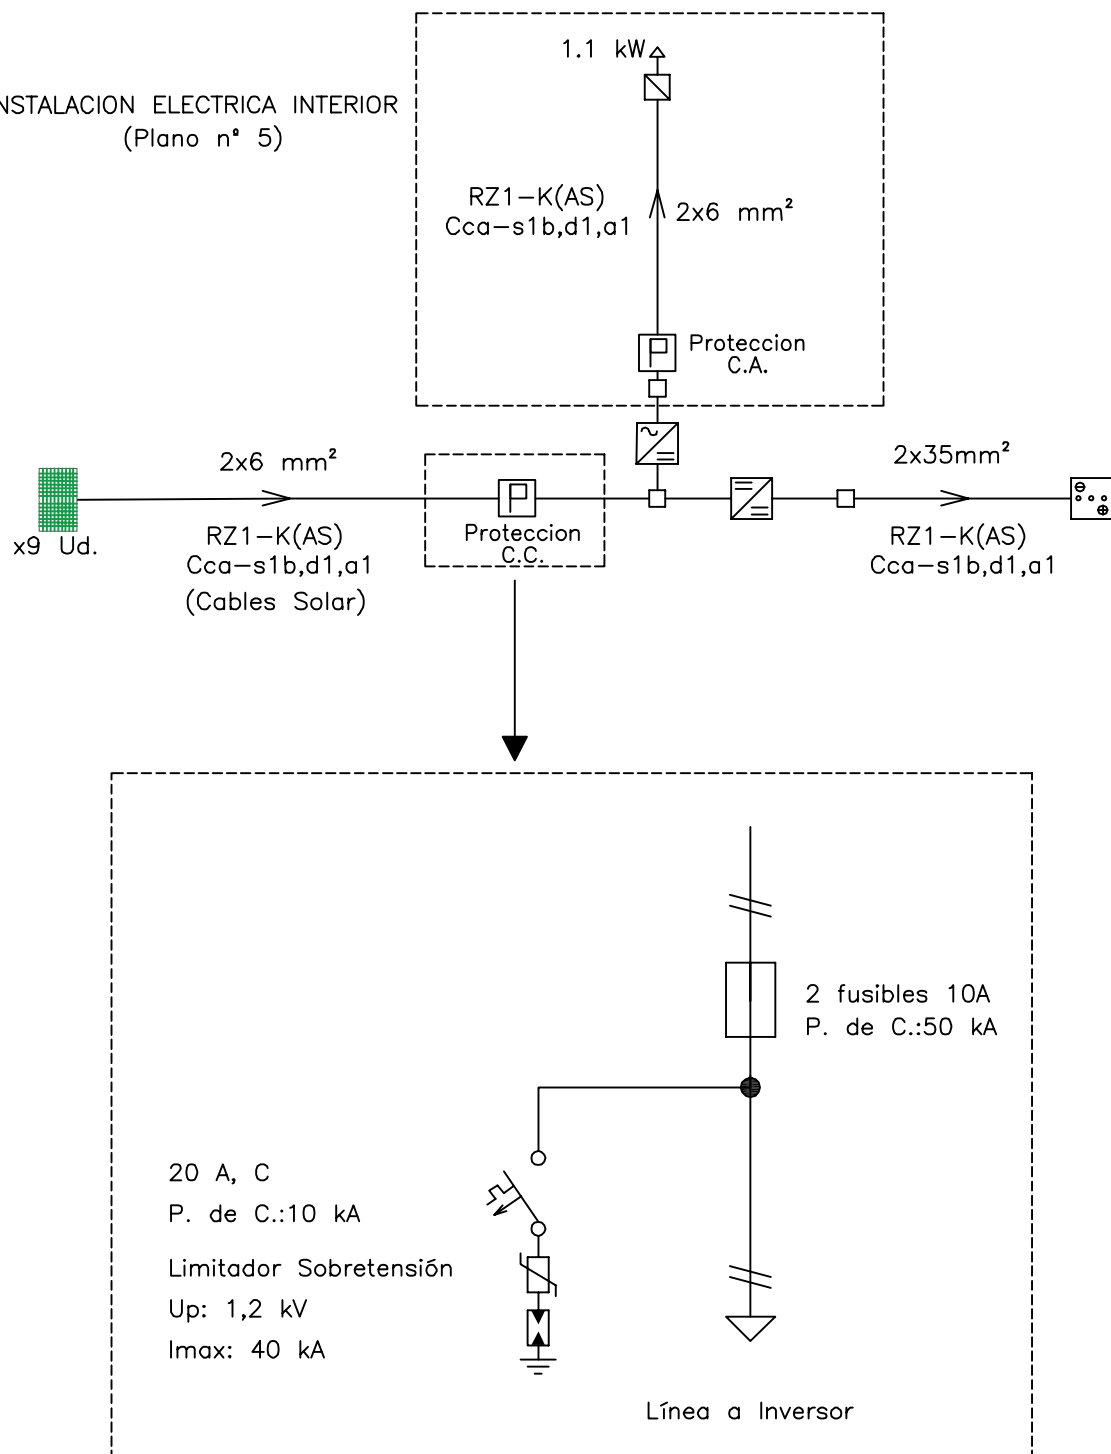 1.1 kW
NSTALACION ELECTRICA INTERIOR
(Plano nº 5)
RZ1-K(AS)
Cca-s1b,d1,a1
2x6 mm²
P
Proteccion
C.A.
2x6 mm²
2x35mm²
P
x9 Ud.
RZ1-K(AS)
Cca-s1b,d1,a1
(Cables Solar)
Proteccion
C.C.
RZ1-K(AS)
Cca-s1b,d1,a1
2 fusibles 10A
P. de C.:50 kA
20 A, C
P. de C.:10 kA
Limitador Sobretensión
Up: 1,2 kV
Imax: 40 kA
Línea a Inversor